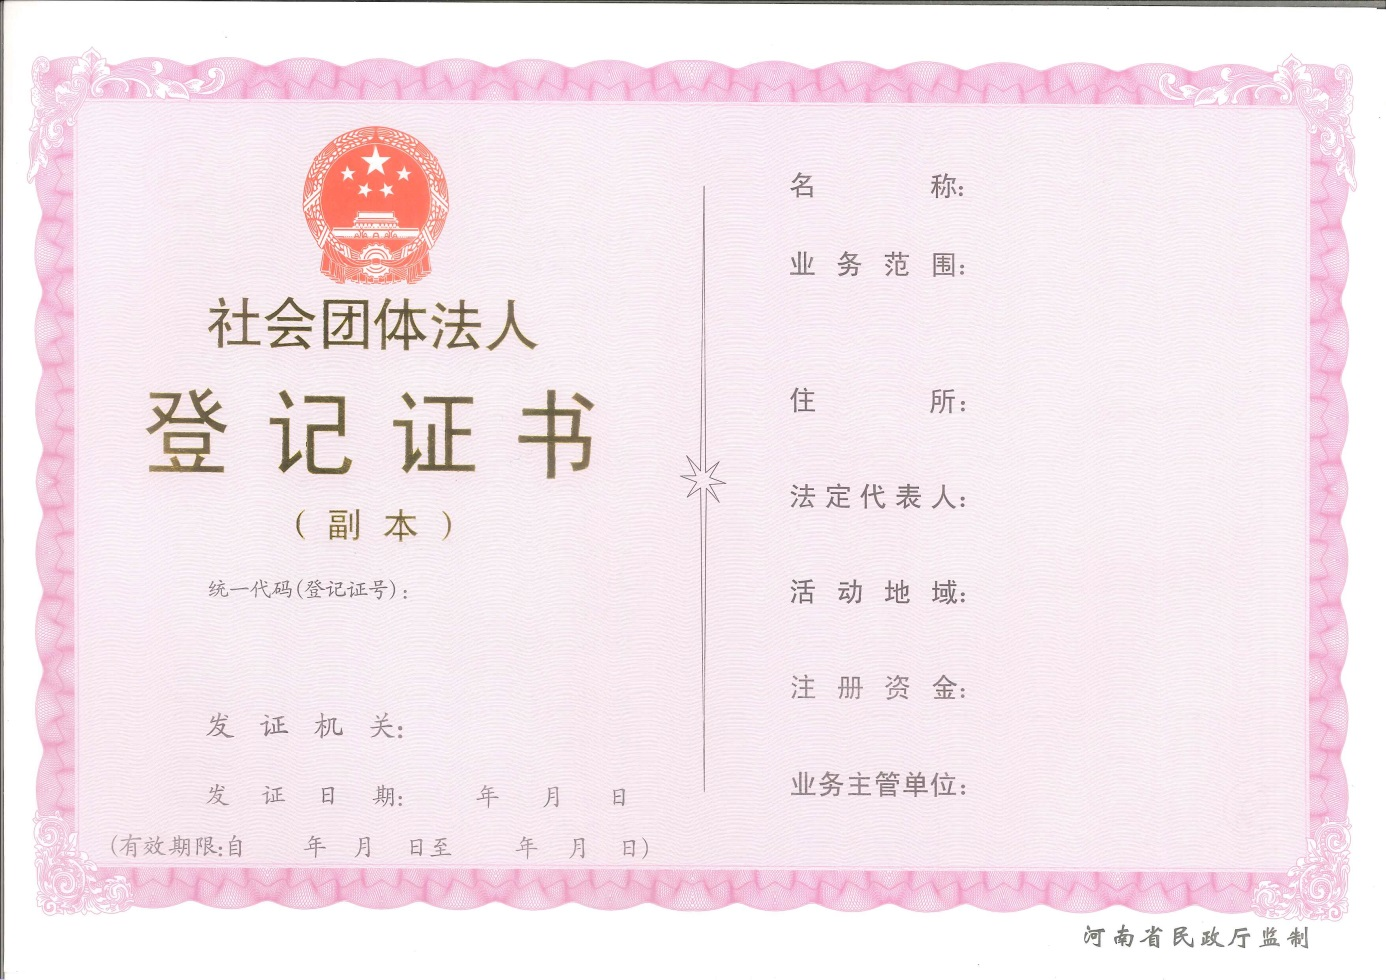 社会团体法人
登记证书
(副本)
统一代码(登记证号):
发证机关:
发证日期: 年 月 日
(有效期限:自 年 月 日至 年 月 日)
名称:
业务范围:
住所:
法定代表人:
活动地域:
注册资金:
业务主管单位:
河南省民政厅监制